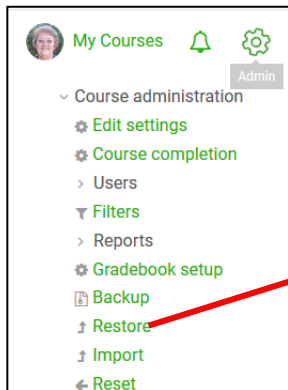 My Courses
Admin
Course administration
Edit settings
Course completion
Users
Filters
Reports
Gradebook setup
Backup
Restore
Import
Reset